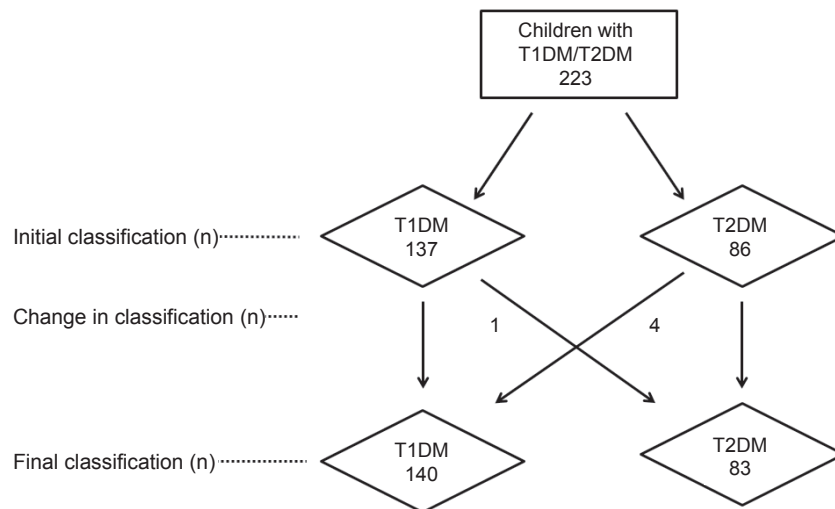 Children with
T1DM/T2DM
223
Initial classification (n)
T1DM
137
T2DM
86
Change in classification (n)
1
4
Final classification (n)
T1DM
140
T2DM
83